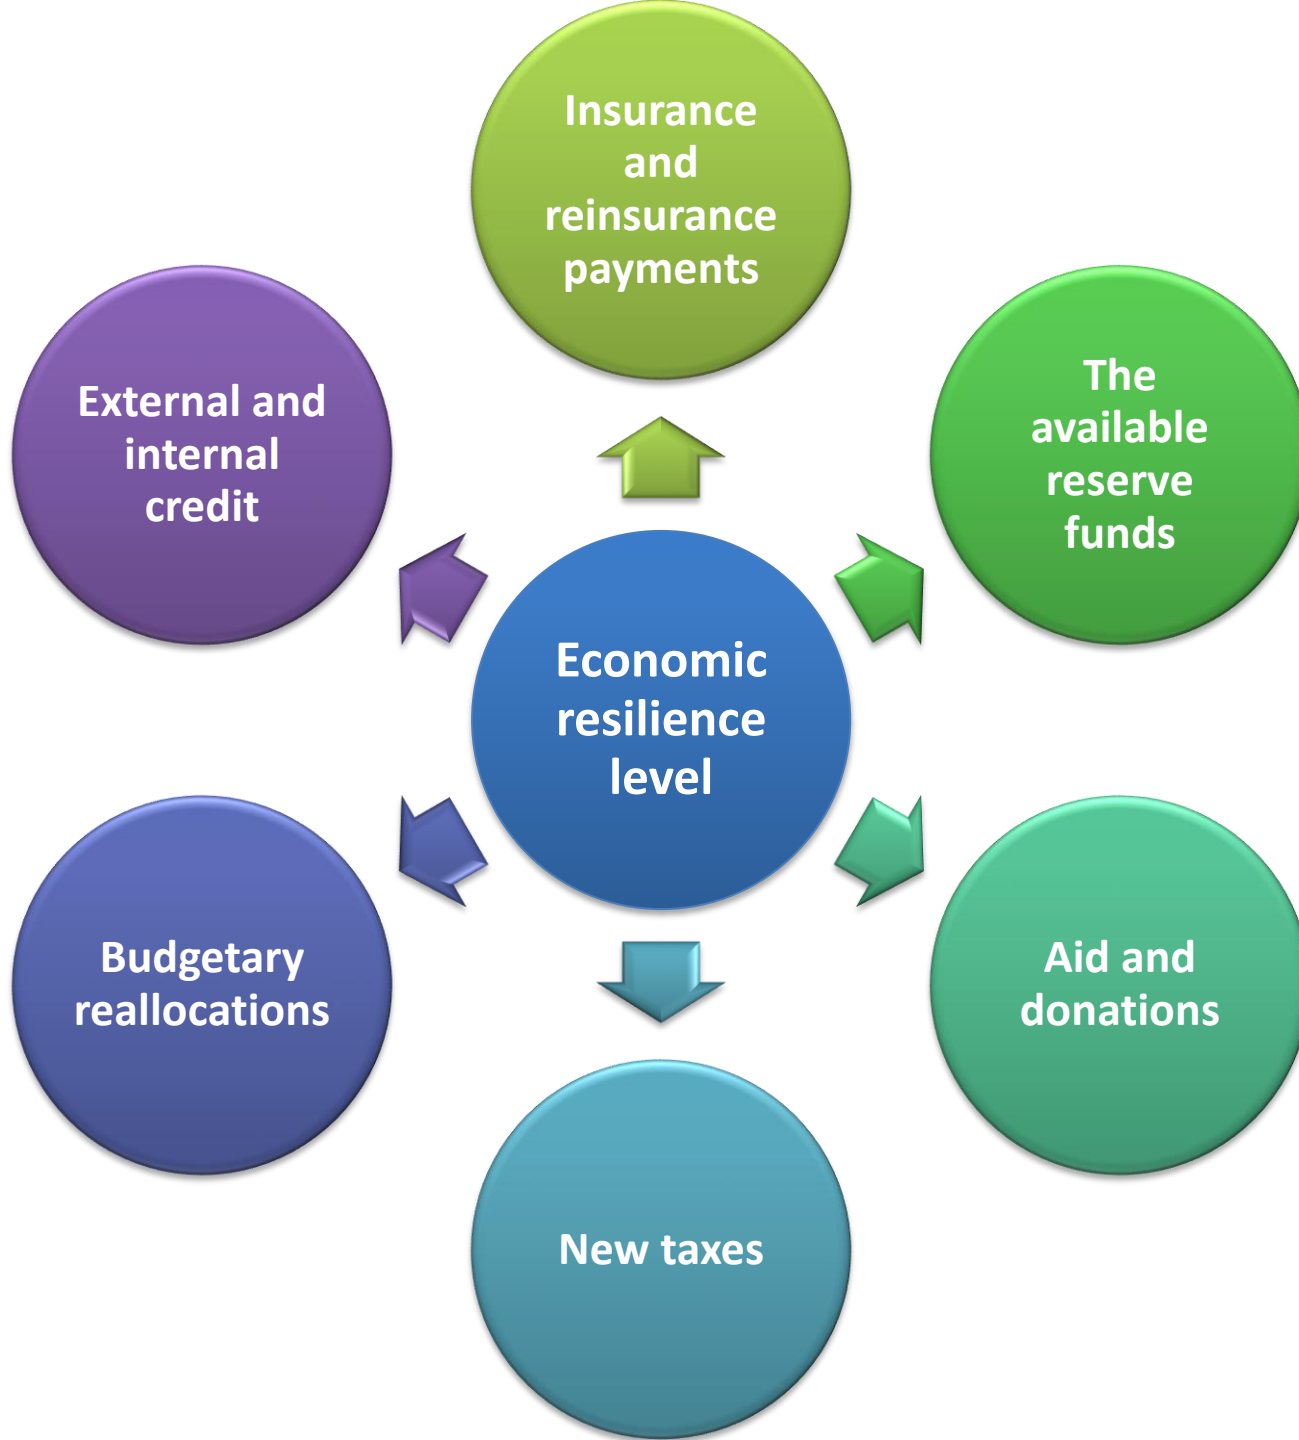 Insurance
and
reinsurance
payments
External and
internal
credit
The
available
reserve
funds
Economic
resilience
level
Budgetary
reallocations
Aid and
donations
New taxes